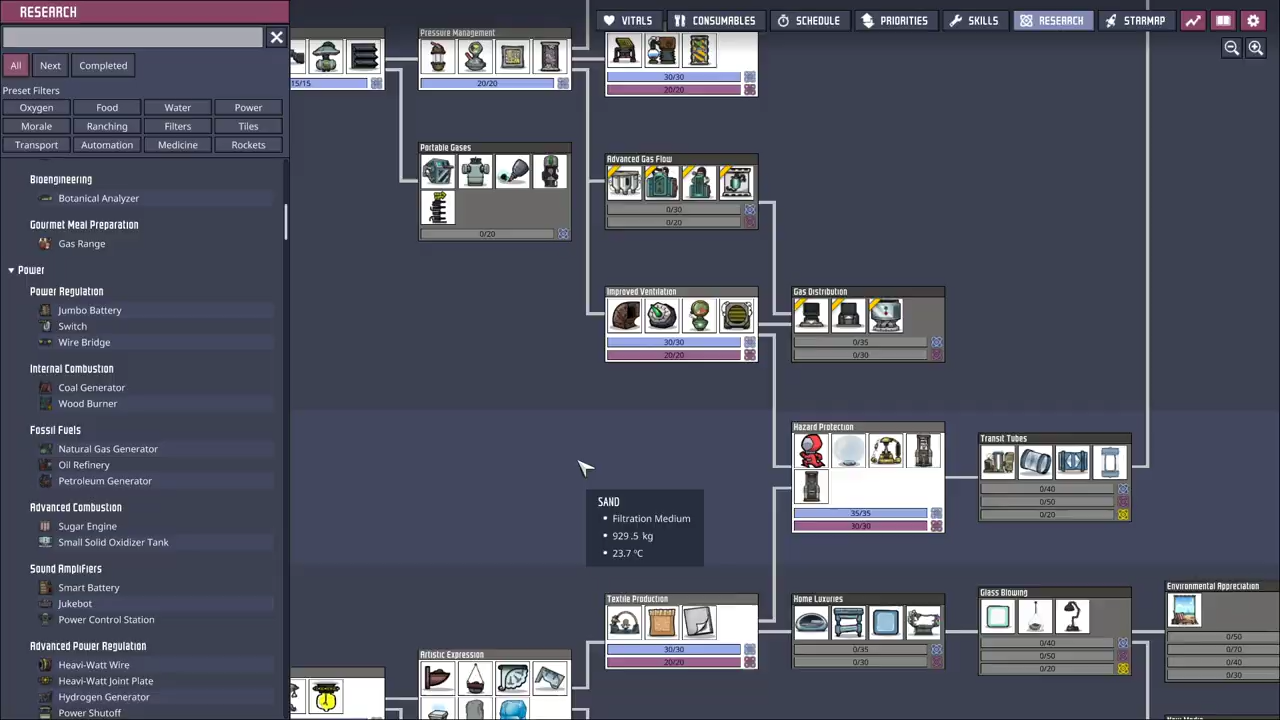 RESEARCH
VITALS
CONSUMABLES
SCHEDULE
PRIORITIES
SKILLS
RESEARCH
STARMAP
All
Next
Completed
Preset Filters
Oxygen
Food
Water
Power
Morale
Ranching
Filters
Tiles
Transport
Automation
Medicine
Rockets
Bioengineering
Botanical Analyzer
Gourmet Meal Preparation
Gas Range
Power
Power Regulation
Jumbo Battery
Switch
Wire Bridge
Internal Combustion
Coal Generator
Wood Burner
Fossil Fuels
Natural Gas Generator
Oil Refinery
Petroleum Generator
Advanced Combustion
Sugar Engine
Small Solid Oxidizer Tank
Sound Amplifiers
Smart Battery
Jukebot
Power Control Station
Advanced Power Regulation
Heavi-Watt Wire
Heavi-Watt Joint Plate
Hydrogen Generator
Power Shutoff
15/15
Pressure Management
20/20
30/30
20/20
Portable Gases
0/20
Advanced Gas Flow
0/30
0/20
Improved Ventilation
30/30
20/20
Gas Distribution
0/35
0/30
Hazard Protection
35/35
30/30
Transit Tubes
0/40
0/50
0/20
SAND
• Filtration Medium
• 929.5 kg
• 23.7 ºC
Textile Production
30/30
20/20
Home Luxuries
0/35
0/30
Glass Blowing
0/40
0/50
0/20
Environmental Appreciation
0/50
0/70
0/40
0/30
Artistic Expression